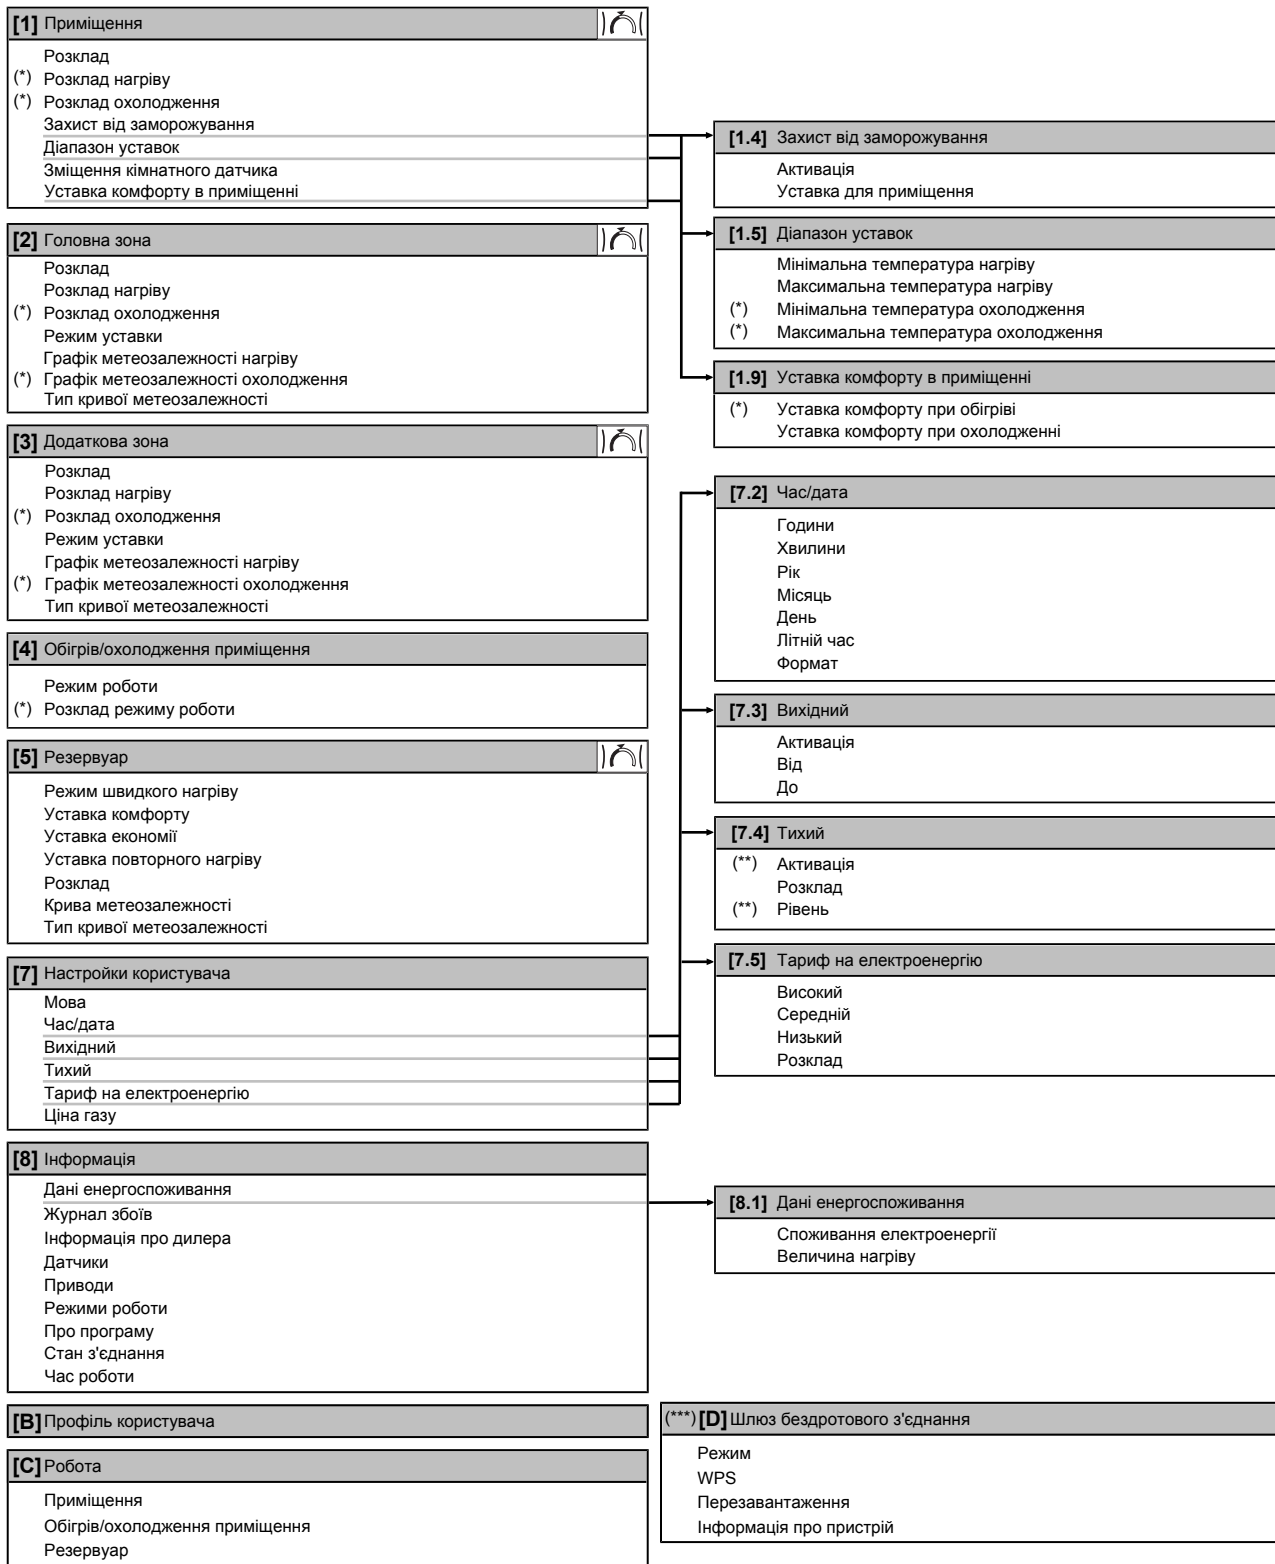 [1] Приміщення
Розклад
(*) Розклад нагріву
(*) Розклад охолодження
Захист від заморожування
Діапазон уставок
Зміщення кімнатного датчика
Уставка комфорту в приміщенні
[2] Головна зона
Розклад
Розклад нагріву
(*) Розклад охолодження
Режим уставки
Графік метеозалежності нагріву
(*) Графік метеозалежності охолодження
Тип кривої метеозалежності
[3] Додаткова зона
Розклад
Розклад нагріву
(*) Розклад охолодження
Режим уставки
Графік метеозалежності нагріву
(*) Графік метеозалежності охолодження
Тип кривої метеозалежності
[4] Обігрів/охолодження приміщення
Режим роботи
(*) Розклад режиму роботи
[5] Резервуар
Режим швидкого нагріву
Уставка комфорту
Уставка економії
Уставка повторного нагріву
Розклад
Крива метеозалежності
Тип кривої метеозалежності
[7] Настройки користувача
Мова
Час/дата
Вихідний
Тихий
Тариф на електроенергію
Ціна газу
[8] Інформація
Дані енергоспоживання
Журнал збоїв
Інформація про дилера
Датчики
Приводи
Режими роботи
Про програму
Стан з'єднання
Час роботи
[B] Профіль користувача
[C] Робота
Приміщення
Обігрів/охолодження приміщення
Резервуар
[1.4] Захист від заморожування
Активація
Уставка для приміщення
[1.5] Діапазон уставок
Мінімальна температура нагріву
Максимальна температура нагріву
(*) Мінімальна температура охолодження
(*) Максимальна температура охолодження
[1.9] Уставка комфорту в приміщенні
(*) Уставка комфорту при обігріві
Уставка комфорту при охолодженні
[7.2] Час/дата
Години
Хвилини
Рік
Місяць
День
Літній час
Формат
[7.3] Вихідний
Активація
Від
До
[7.4] Тихий
(**) Активація
Розклад
(**) Рівень
[7.5] Тариф на електроенергію
Високий
Середній
Низький
Розклад
[8.1] Дані енергоспоживання
Споживання електроенергії
Величина нагріву
(***) [D] Шлюз бездротового з'єднання
Режим
WPS
Перезавантаження
Інформація про пристрій